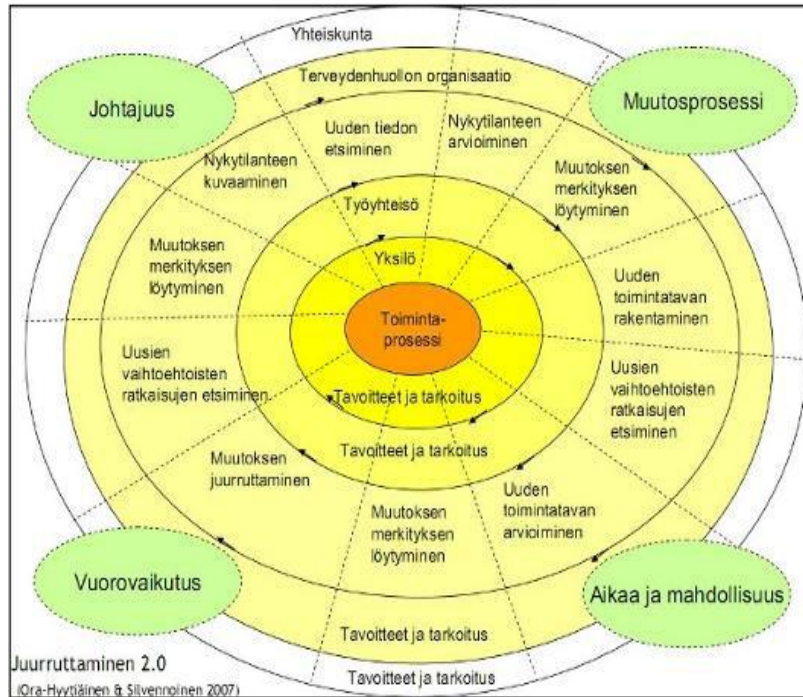 Yhteiskunta
Terveydenhuollon organisaatio
Johtajuus
Muutosprosessi
Uuden tiedon
etsiminen
Nykytilanteen
arvioiminen
Nykytilanteen
kuvaaminen
Muutoksen
merkityksen
löytyminen
Työyhteisö
Muutoksen
merkityksen
löytyminen
Yksilö
Uuden
toimintatavan
rakentaminen
Toiminta-
prosessi
Uusien
vaihtoehtoisten
ratkaisujen etsiminen
Uusien
vaihtoehtoisten
ratkaisujen
etsiminen
Tavoitteet ja tarkoitus
Tavoitteet ja tarkoitus
Muutoksen
juurruttaminen
Uuden
toimintatavan
arvioiminen
Muutoksen
merkityksen
löytyminen
Vuorovaikutus
Aikaa ja mahdollisuus
Tavoitteet ja tarkoitus
Juurruttaminen 2.0
Tavoitteet ja tarkoitus
(Ora-Hyytiäinen & Silvennoinen 2007)